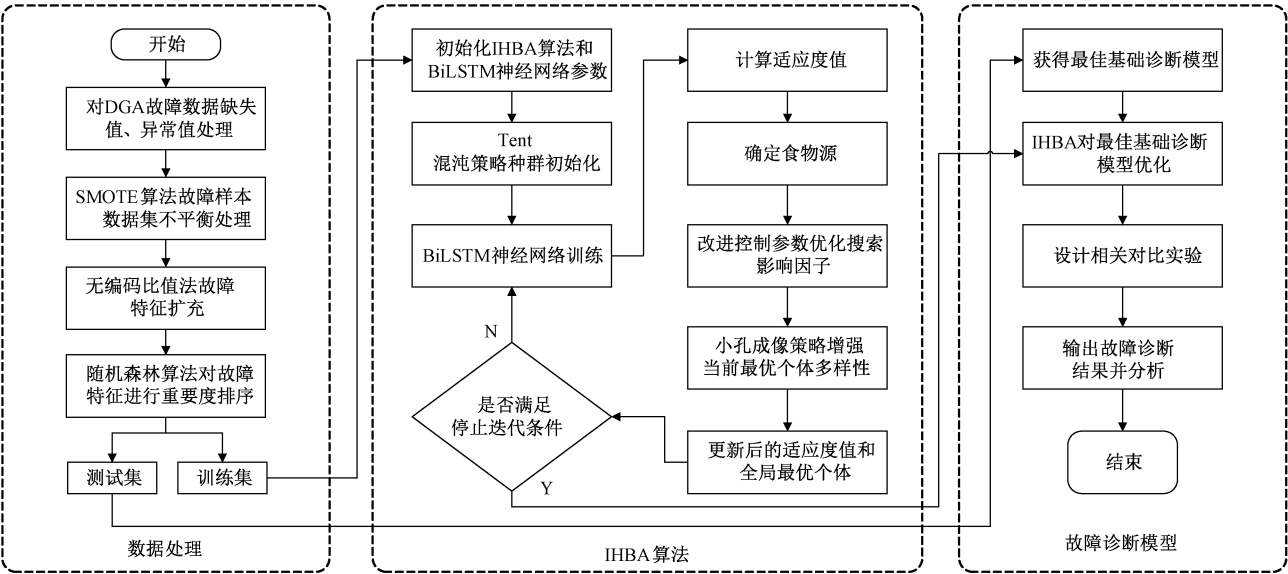 开始
对DGA故障数据缺失
值、异常值处理
SMOTE算法故障样本
数据集不平衡处理
无编码比值法故障
特征扩充
随机森林算法对故障
特征进行重要度排序
测试集
训练集
数据处理
初始化IHBA算法和
BiLSTM神经网络参数
Tent
混沌策略种群初始化
BiLSTM神经网络训练
N
是否满足
停止迭代条件
Y
计算适应度值
确定食物源
改进控制参数优化搜索
影响因子
小孔成像策略增强
当前最优个体多样性
更新后的适应度值和
全局最优个体
IHBA算法
获得最佳基础诊断模型
IHBA对最佳基础诊断
模型优化
设计相关对比实验
输出故障诊断
结果并分析
结束
故障诊断模型